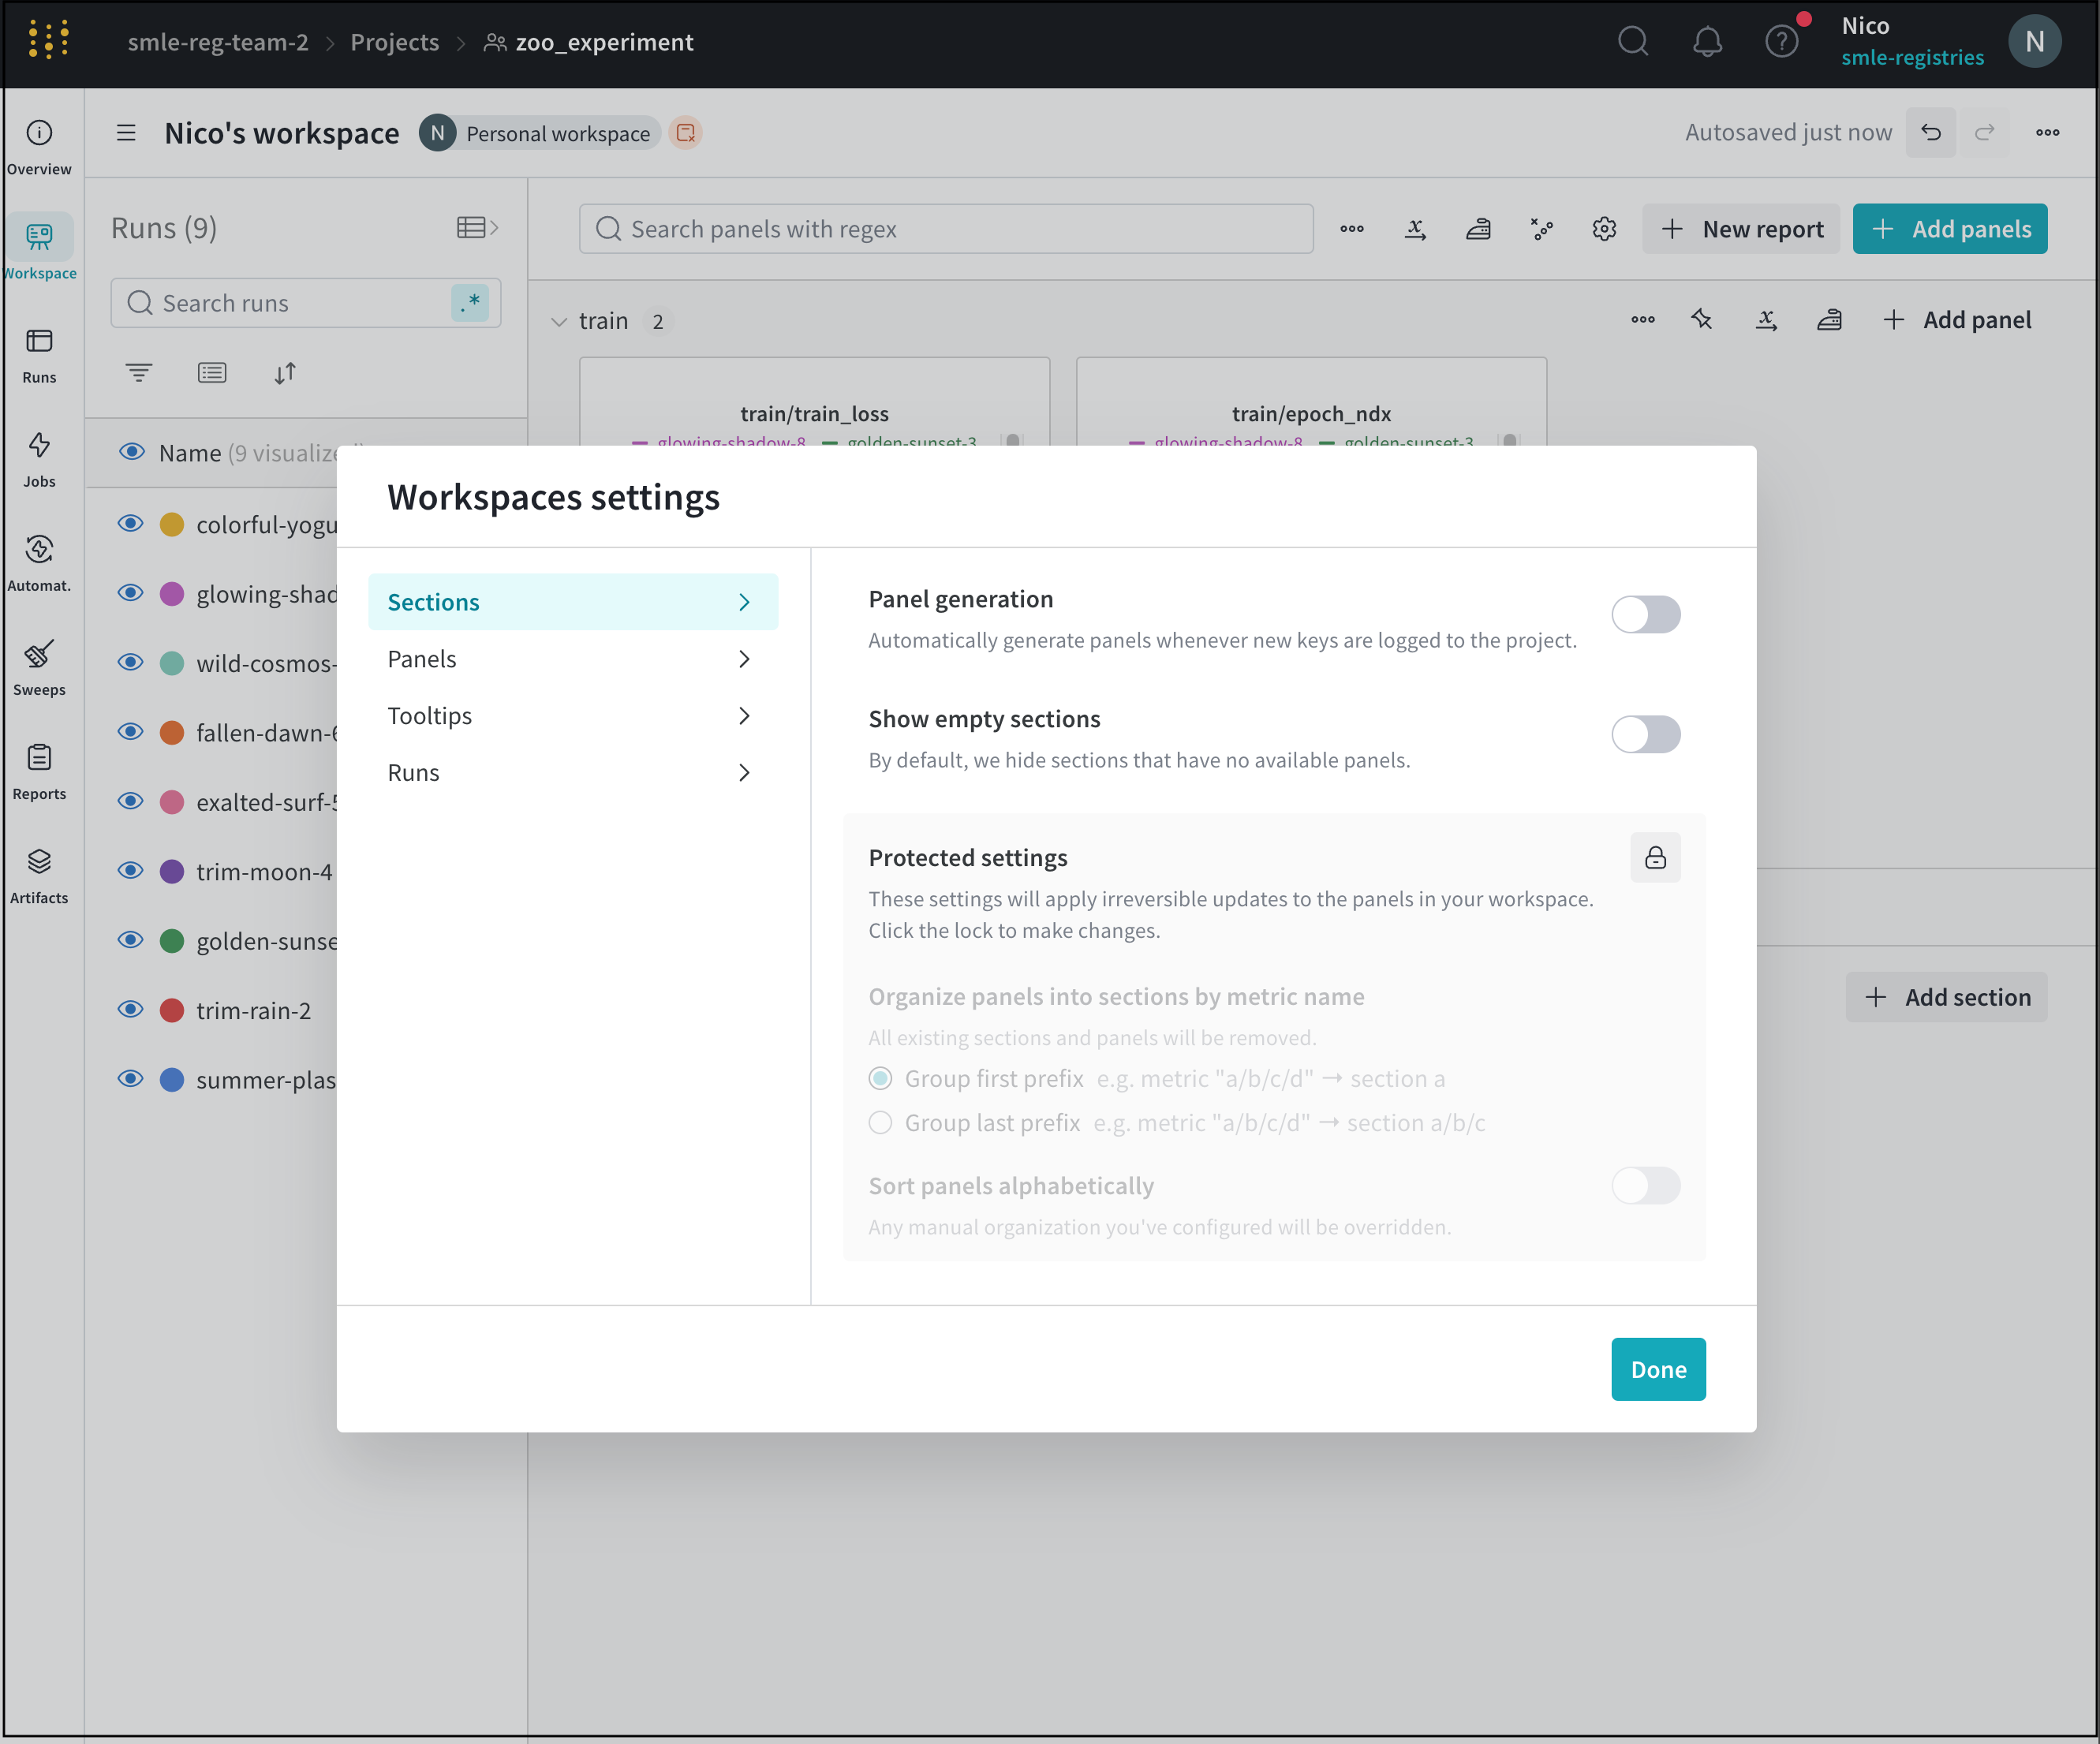 smle-reg-team-2 > Projects > zoo_experiment
Nico
smle-registries
N
Nico's workspace
N Personal workspace
Autosaved just now
Overview
Workspace
Runs
Jobs
Automat.
Sweeps
Reports
Artifacts
Runs (9)
Search runs
.*
Name (9 visualize
colorful-yogu
glowing-shad
wild-cosmos-
fallen-dawn-6
exalted-surf-5
trim-moon-4
golden-sunse
trim-rain-2
summer-plas
Search panels with regex
New report
Add panels
train 2
Add panel
train/train_loss
glowing-shadow-8 golden-sunset-3
train/epoch_ndx
glowing-shadow-8 golden-sunset-3
Add section
Workspaces settings
Sections
Panels
Tooltips
Runs
Panel generation
Automatically generate panels whenever new keys are logged to the project.
Show empty sections
By default, we hide sections that have no available panels.
Protected settings
These settings will apply irreversible updates to the panels in your workspace.
Click the lock to make changes.
Organize panels into sections by metric name
All existing sections and panels will be removed.
Group first prefix e.g. metric "a/b/c/d" → section a
Group last prefix e.g. metric "a/b/c/d" → section a/b/c
Sort panels alphabetically
Any manual organization you've configured will be overridden.
Done